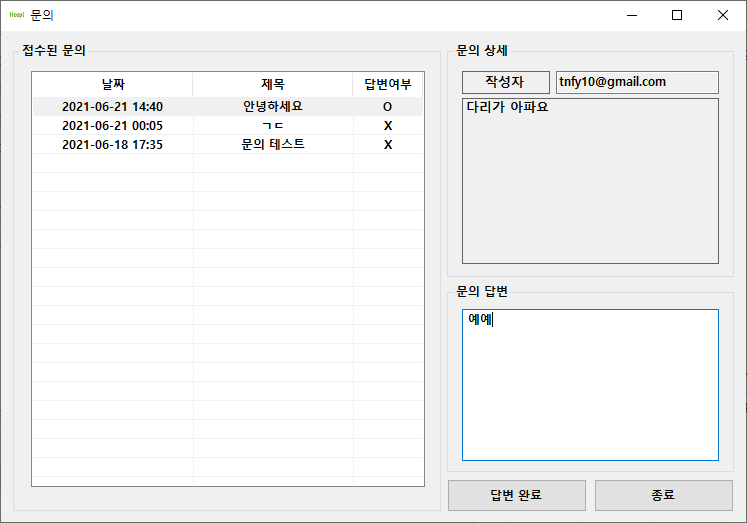 Hospi 문의
접수된 문의
날짜 제목 답변여부
2021-06-21 14:40 안녕하세요 O
2021-06-21 00:05 ㄱㄷ X
2021-06-18 17:35 문의 테스트 X
문의 상세
작성자 tnfy10@gmail.com
다리가 아파요
문의 답변
예예
답변 완료 종료